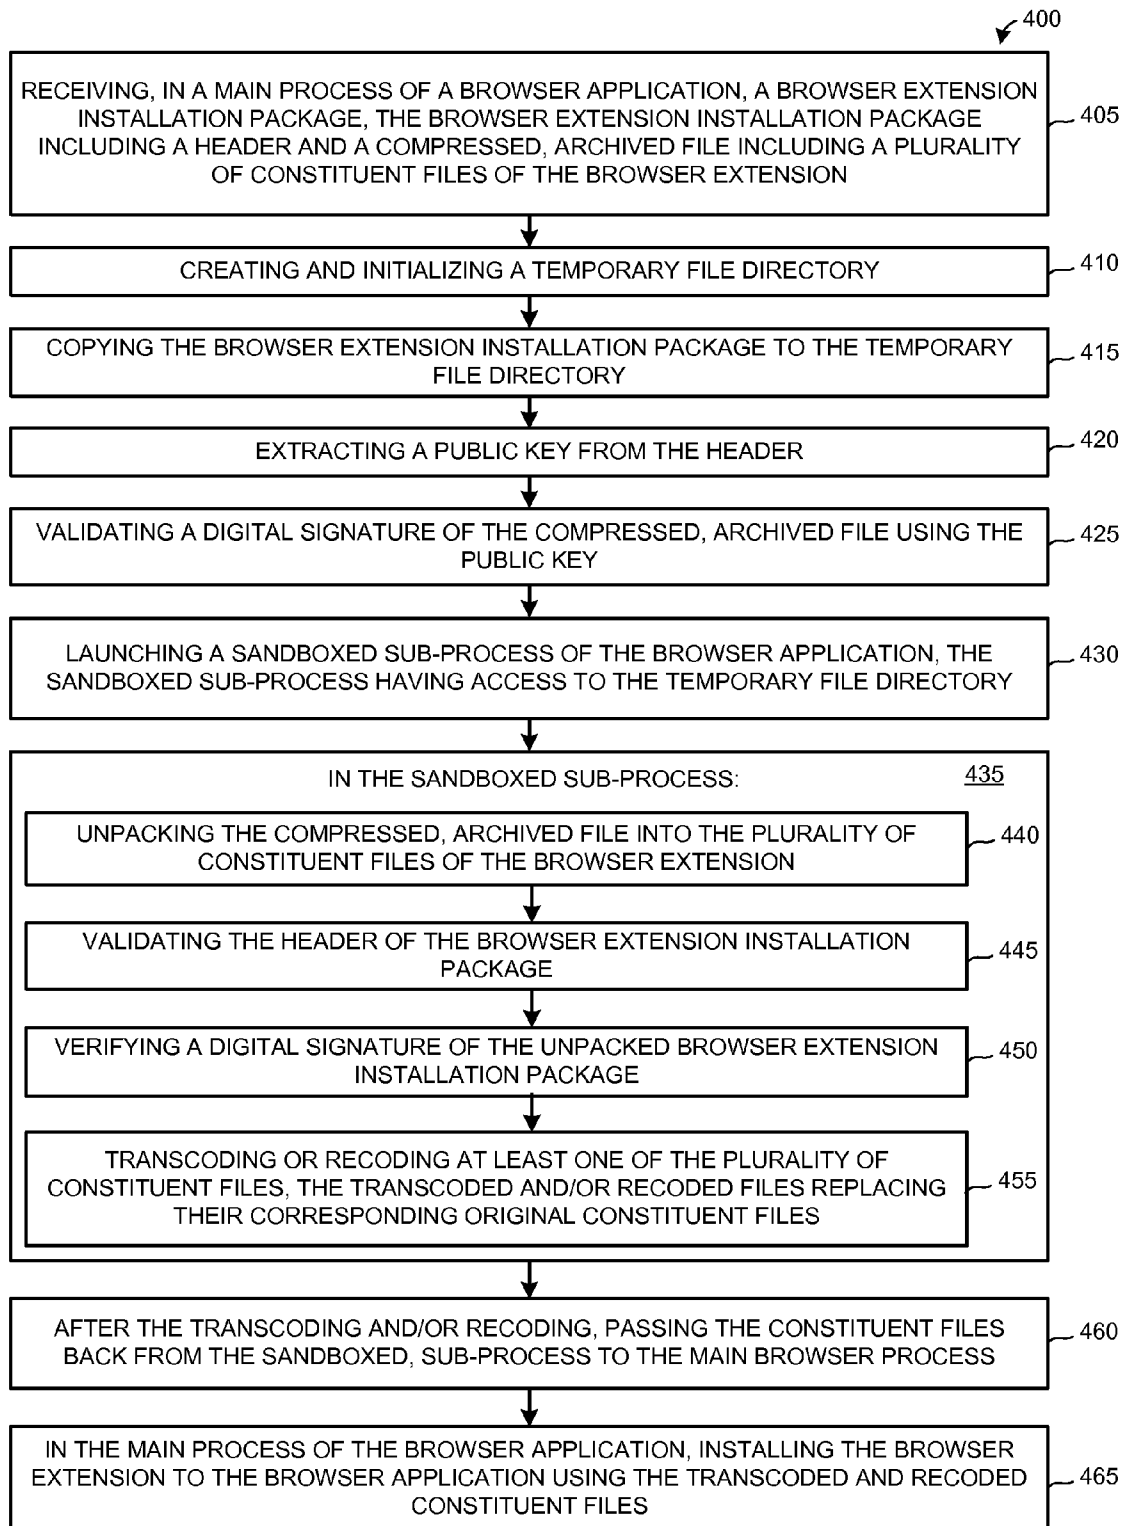 400
RECEIVING, IN A MAIN PROCESS OF A BROWSER APPLICATION, A BROWSER EXTENSION
INSTALLATION PACKAGE, THE BROWSER EXTENSION INSTALLATION PACKAGE
INCLUDING A HEADER AND A COMPRESSED, ARCHIVED FILE INCLUDING A PLURALITY
OF CONSTITUENT FILES OF THE BROWSER EXTENSION
405
CREATING AND INITIALIZING A TEMPORARY FILE DIRECTORY
410
COPYING THE BROWSER EXTENSION INSTALLATION PACKAGE TO THE TEMPORARY
FILE DIRECTORY
415
EXTRACTING A PUBLIC KEY FROM THE HEADER
420
VALIDATING A DIGITAL SIGNATURE OF THE COMPRESSED, ARCHIVED FILE USING THE
PUBLIC KEY
425
LAUNCHING A SANDBOXED SUB-PROCESS OF THE BROWSER APPLICATION, THE
SANDBOXED SUB-PROCESS HAVING ACCESS TO THE TEMPORARY FILE DIRECTORY
430
IN THE SANDBOXED SUB-PROCESS:
435
UNPACKING THE COMPRESSED, ARCHIVED FILE INTO THE PLURALITY OF
CONSTITUENT FILES OF THE BROWSER EXTENSION
440
VALIDATING THE HEADER OF THE BROWSER EXTENSION INSTALLATION
PACKAGE
445
VERIFYING A DIGITAL SIGNATURE OF THE UNPACKED BROWSER EXTENSION
INSTALLATION PACKAGE
450
TRANSCODING OR RECODING AT LEAST ONE OF THE PLURALITY OF
CONSTITUENT FILES, THE TRANSCODED AND/OR RECODED FILES REPLACING
THEIR CORRESPONDING ORIGINAL CONSTITUENT FILES
455
AFTER THE TRANSCODING AND/OR RECODING, PASSING THE CONSTITUENT FILES
BACK FROM THE SANDBOXED, SUB-PROCESS TO THE MAIN BROWSER PROCESS
460
IN THE MAIN PROCESS OF THE BROWSER APPLICATION, INSTALLING THE BROWSER
EXTENSION TO THE BROWSER APPLICATION USING THE TRANSCODED AND RECODED
CONSTITUENT FILES
465